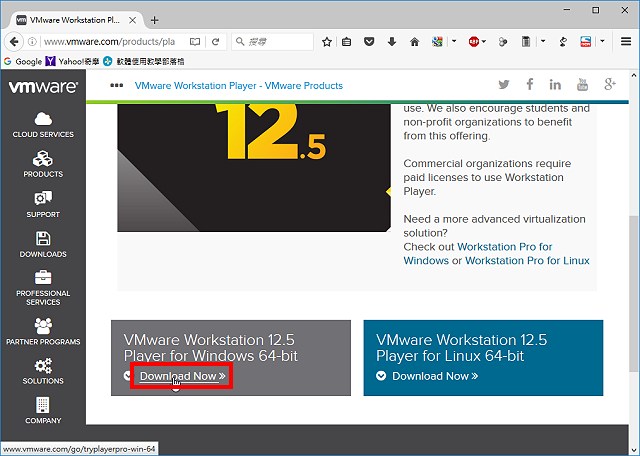 VMware Workstation Pl...
www.vmware.com/products/pla
搜尋
Google
Yahoo!奇摩
軟體使用教學部落格
vmware
VMware Workstation Player - VMware Products
CLOUD SERVICES
PRODUCTS
SUPPORT
DOWNLOADS
PROFESSIONAL
SERVICES
PARTNER PROGRAMS
SOLUTIONS
COMPANY
12.5
use. We also encourage students and
non-profit organizations to benefit
from this offering.
Commercial organizations require
paid licenses to use Workstation
Player.
Need a more advanced virtualization
solution?
Check out Workstation Pro for
Windows or Workstation Pro for Linux
VMware Workstation 12.5
Player for Windows 64-bit
Download Now »
VMware Workstation 12.5
Player for Linux 64-bit
Download Now »
www.vmware.com/go/tryplayerpro-win-64